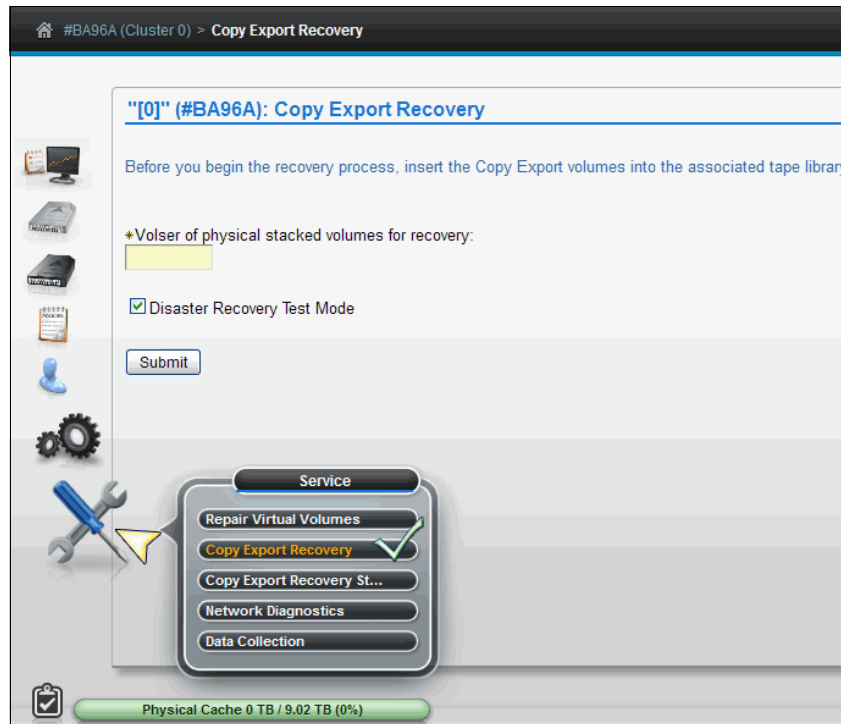 #BA96A (Cluster 0) > Copy Export Recovery
"[0]" (#BA96A): Copy Export Recovery
Before you begin the recovery process, insert the Copy Export volumes into the associated tape library
*Volser of physical stacked volumes for recovery:
Disaster Recovery Test Mode
Submit
Service
Repair Virtual Volumes
Copy Export Recovery
Copy Export Recovery St...
Network Diagnostics
Data Collection
Physical Cache 0 TB / 9.02 TB (0%)